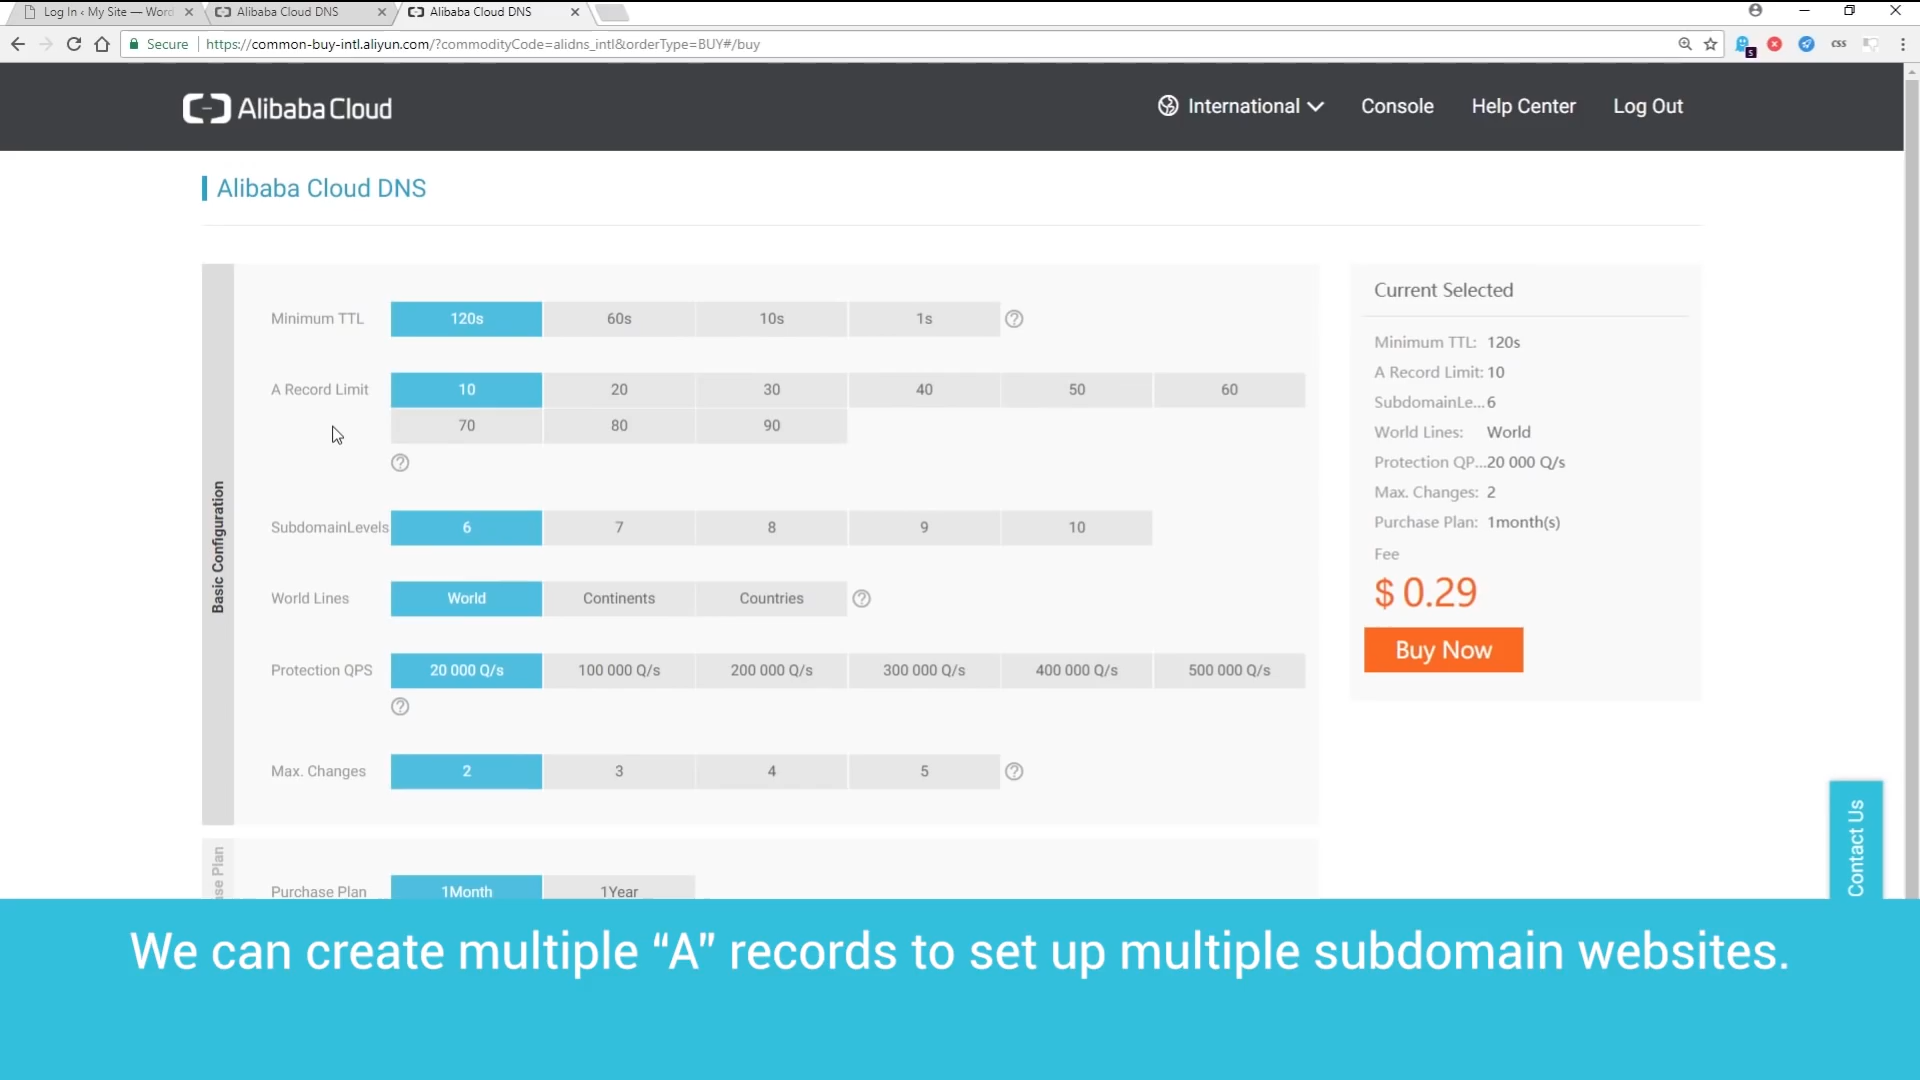 Log In ‹ My Site — Word
Alibaba Cloud DNS
Alibaba Cloud DNS
Secure
https://common-buy-intl.aliyun.com/?commodityCode=alidns_intl&orderType=BUY#/buy
5
CSS
Alibaba Cloud
International
Console
Help Center
Log Out
Alibaba Cloud DNS
Basic Configuration
Minimum TTL
120s
60s
10s
1s
?
A Record Limit
10
20
30
40
50
60
70
80
90
?
SubdomainLevels
6
7
8
9
10
World Lines
World
Continents
Countries
?
Protection QPS
20 000 Q/s
100 000 Q/s
200 000 Q/s
300 000 Q/s
400 000 Q/s
500 000 Q/s
?
Max. Changes
2
3
4
5
?
Current Selected
Minimum TTL: 120s
A Record Limit: 10
SubdomainLe...6
World Lines: World
Protection QP...20 000 Q/s
Max. Changes: 2
Purchase Plan: 1month(s)
Fee
$ 0.29
Buy Now
Contact Us
se Plan
Purchase Plan
1Month
1Year
We can create multiple “A” records to set up multiple subdomain websites.